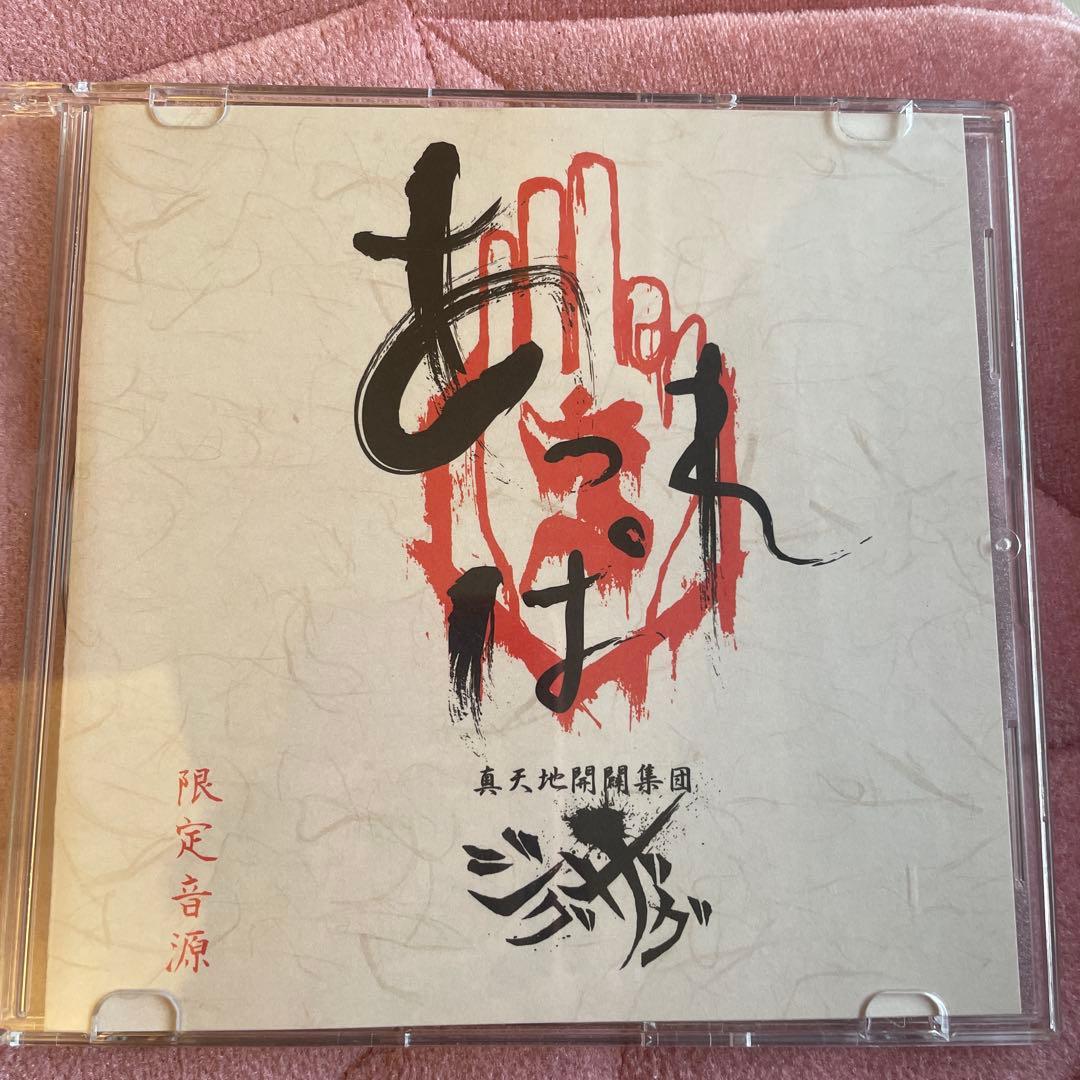 あっぱれ
真天地開闢集団
ジグザグ
限定音源